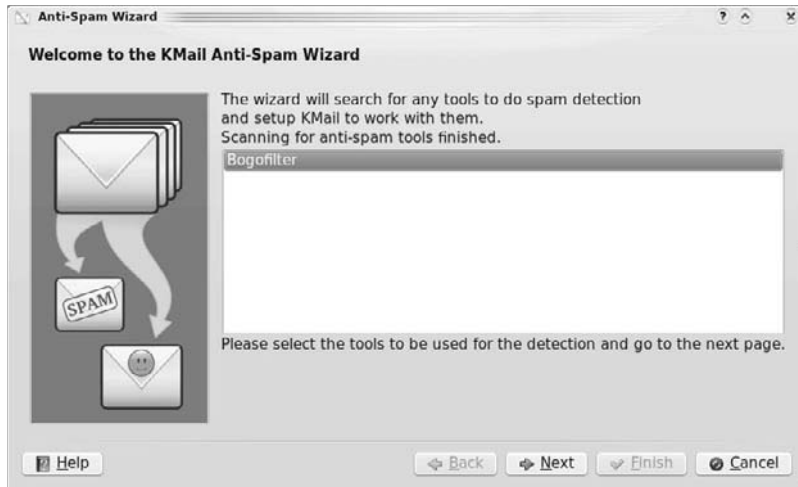 Anti-Spam Wizard
Welcome to the KMail Anti-Spam Wizard
The wizard will search for any tools to do spam detection
and setup KMail to work with them.
Scanning for anti-spam tools finished.
Bogofilter
SPAM
Please select the tools to be used for the detection and go to the next page.
Help
Back
Next
Finish
Cancel